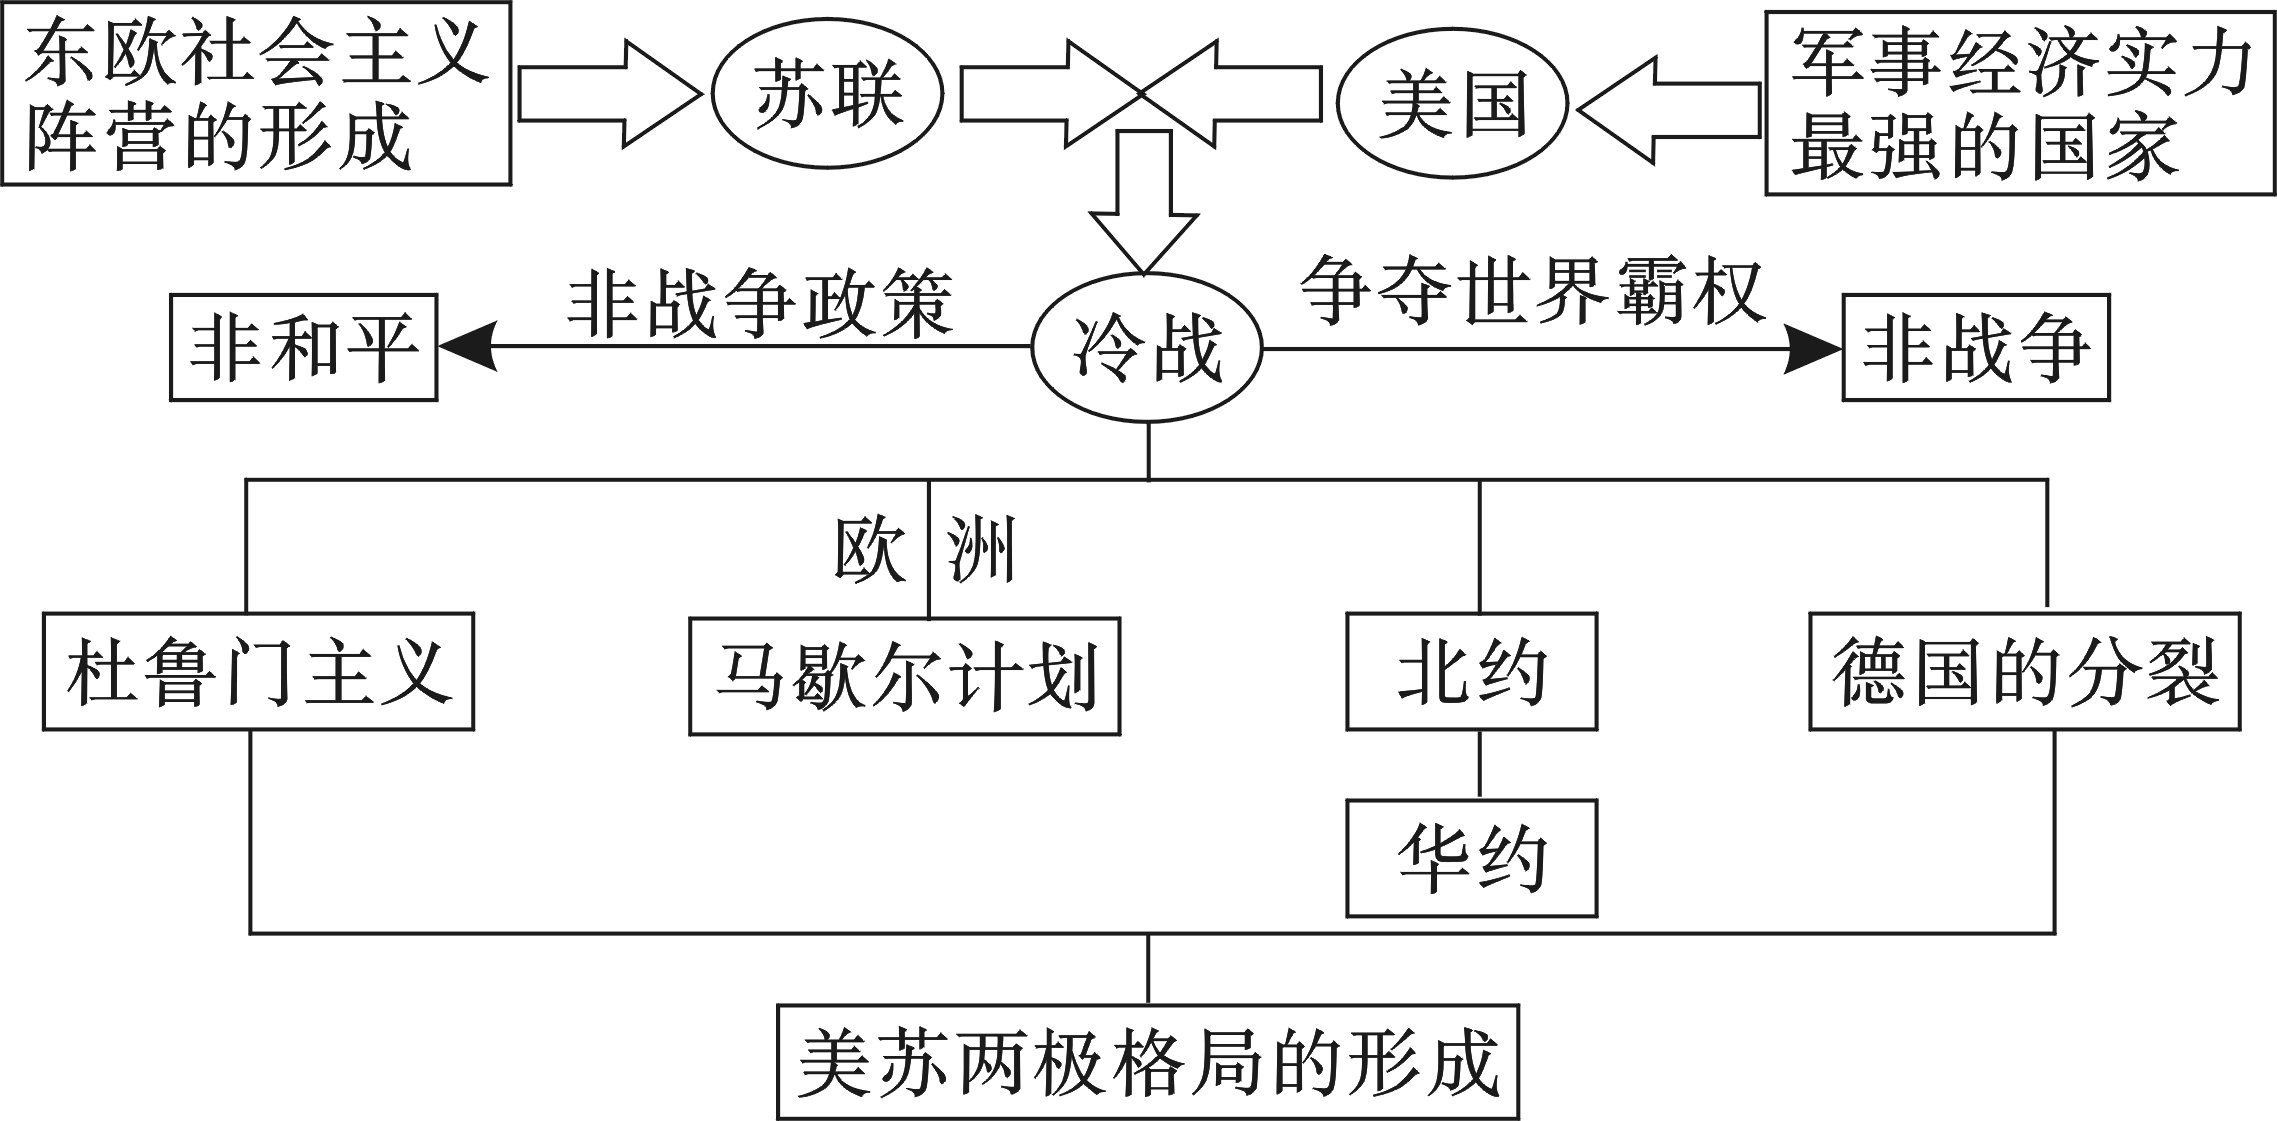 东欧社会主义
阵营的形成
苏联
美国
军事经济实力
最强的国家
非战争政策
争夺世界霸权
非和平
冷战
非战争
欧洲
杜鲁门主义
马歇尔计划
北约
德国的分裂
华约
美苏两极格局的形成